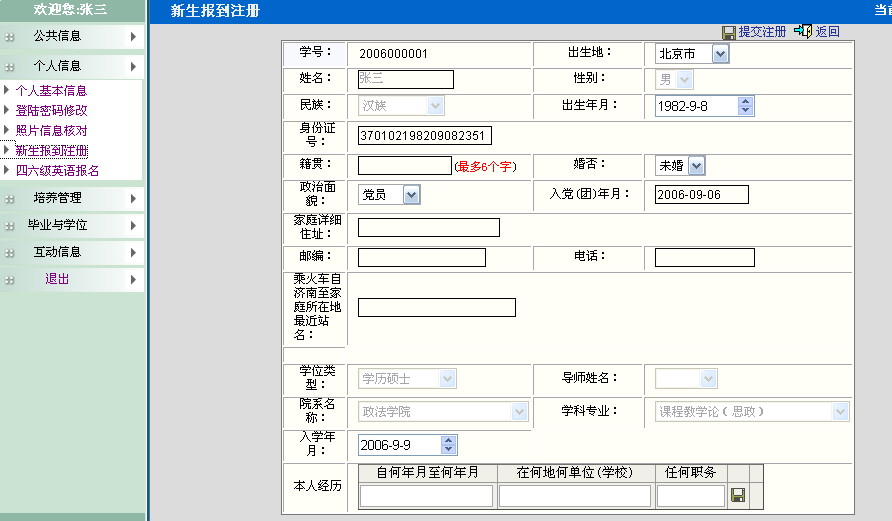 欢迎您:张三
新生报到注册
当前
提交注册 返回
公共信息
个人信息
个人基本信息
登陆密码修改
照片信息核对
新生报到注册
四六级英语报名
培养管理
毕业与学位
互动信息
退出
学号： 2006000001 出生地： 北京市
姓名： 张三 性别： 男
民族： 汉族 出生年月： 1982-9-8
身份证
号： 370102198209082351
籍贯： (最多6个字) 婚否： 未婚
政治面
貌： 党员 入党(团)年月： 2006-09-06
家庭详细
住址：
邮编： 电话：
乘火车自
济南至家
庭所在地
最近站
名：
学位类
型： 学历硕士 导师姓名：
院系名
称： 政法学院 学科专业： 课程教学论（思政）
入学年
月： 2006-9-9
本人经历 自何年月至何年月 在何地何单位(学校) 任何职务